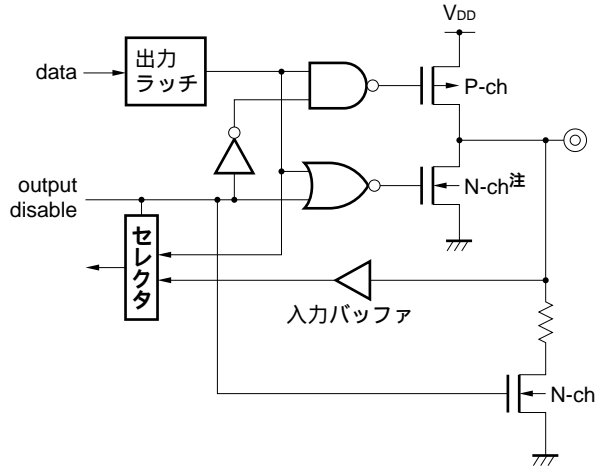 VDD
出力
ラッチ
data
P-ch
output
disable
N-ch注
セレクタ
入力バッファ
N-ch